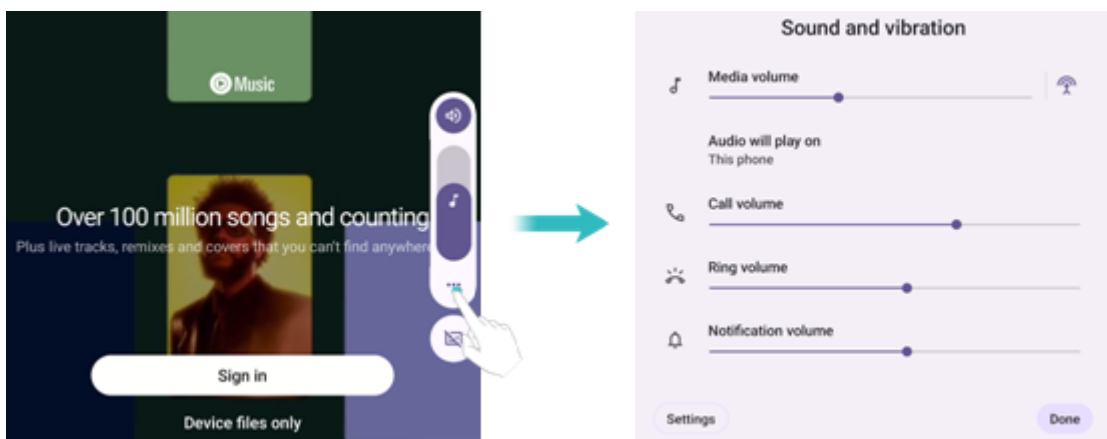 Music
Over 100 million songs and counting
Plus live tracks, remixes and covers that you can't find anywhere
Sign in
Device files only
Sound and vibration
Media volume
Audio will play on
This phone
Call volume
Ring volume
Notification volume
Settings
Done